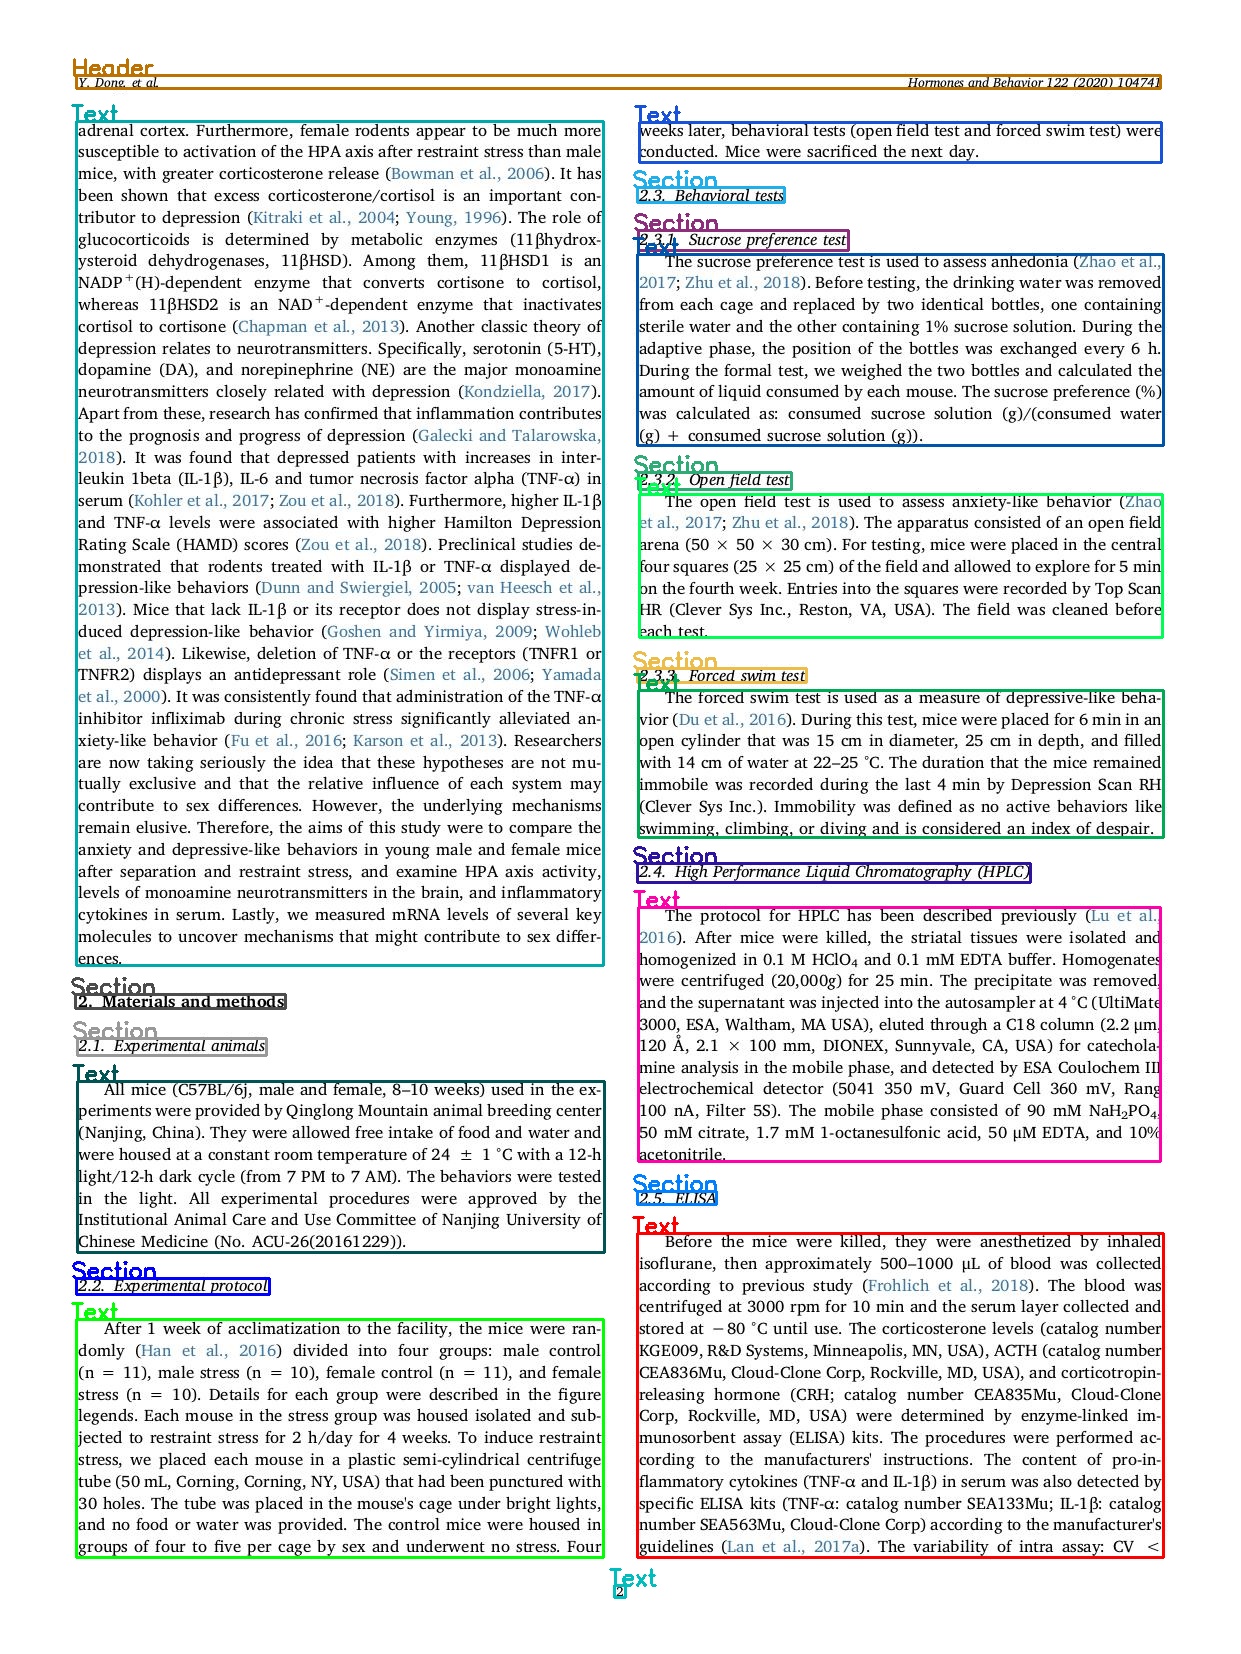 Header
Y. Dong, et al.
Hormones and Behavior 122 (2020) 104741
Text
adrenal cortex. Furthermore, female rodents appear to be much more
susceptible to activation of the HPA axis after restraint stress than male
mice, with greater corticosterone release (Bowman et al., 2006). It has
been shown that excess corticosterone/cortisol is an important con-
tributor to depression (Kitraki et al., 2004; Young, 1996). The role of
glucocorticoids is determined by metabolic enzymes (11βhydrox-
ysteroid dehydrogenases, 11βHSD). Among them, 11βHSD1 is an
NADP⁺(H)-dependent enzyme that converts cortisone to cortisol,
whereas 11βHSD2 is an NAD⁺-dependent enzyme that inactivates
cortisol to cortisone (Chapman et al., 2013). Another classic theory of
depression relates to neurotransmitters. Specifically, serotonin (5-HT),
dopamine (DA), and norepinephrine (NE) are the major monoamine
neurotransmitters closely related with depression (Kondziella, 2017).
Apart from these, research has confirmed that inflammation contributes
to the prognosis and progress of depression (Galecki and Talarowska,
2018). It was found that depressed patients with increases in inter-
leukin 1beta (IL-1β), IL-6 and tumor necrosis factor alpha (TNF-α) in
serum (Kohler et al., 2017; Zou et al., 2018). Furthermore, higher IL-1β
and TNF-α levels were associated with higher Hamilton Depression
Rating Scale (HAMD) scores (Zou et al., 2018). Preclinical studies de-
monstrated that rodents treated with IL-1β or TNF-α displayed de-
pression-like behaviors (Dunn and Swiergiel, 2005; van Heesch et al.,
2013). Mice that lack IL-1β or its receptor does not display stress-in-
duced depression-like behavior (Goshen and Yirmiya, 2009; Wohleb
et al., 2014). Likewise, deletion of TNF-α or the receptors (TNFR1 or
TNFR2) displays an antidepressant role (Simen et al., 2006; Yamada
et al., 2000). It was consistently found that administration of the TNF-α
inhibitor infliximab during chronic stress significantly alleviated an-
xiety-like behavior (Fu et al., 2016; Karson et al., 2013). Researchers
are now taking seriously the idea that these hypotheses are not mu-
tually exclusive and that the relative influence of each system may
contribute to sex differences. However, the underlying mechanisms
remain elusive. Therefore, the aims of this study were to compare the
anxiety and depressive-like behaviors in young male and female mice
after separation and restraint stress, and examine HPA axis activity,
levels of monoamine neurotransmitters in the brain, and inflammatory
cytokines in serum. Lastly, we measured mRNA levels of several key
molecules to uncover mechanisms that might contribute to sex differ-
ences.
Section
2. Materials and methods
Section
2.1. Experimental animals
Text
All mice (C57BL/6j, male and female, 8–10 weeks) used in the ex-
periments were provided by Qinglong Mountain animal breeding center
(Nanjing, China). They were allowed free intake of food and water and
were housed at a constant room temperature of 24 ± 1 °C with a 12-h
light/12-h dark cycle (from 7 PM to 7 AM). The behaviors were tested
in the light. All experimental procedures were approved by the
Institutional Animal Care and Use Committee of Nanjing University of
Chinese Medicine (No. ACU-26(20161229)).
Section
2.2. Experimental protocol
Text
After 1 week of acclimatization to the facility, the mice were ran-
domly (Han et al., 2016) divided into four groups: male control
(n = 11), male stress (n = 10), female control (n = 11), and female
stress (n = 10). Details for each group were described in the figure
legends. Each mouse in the stress group was housed isolated and sub-
jected to restraint stress for 2 h/day for 4 weeks. To induce restraint
stress, we placed each mouse in a plastic semi-cylindrical centrifuge
tube (50 mL, Corning, Corning, NY, USA) that had been punctured with
30 holes. The tube was placed in the mouse's cage under bright lights,
and no food or water was provided. The control mice were housed in
groups of four to five per cage by sex and underwent no stress. Four
Text
weeks later, behavioral tests (open field test and forced swim test) were
conducted. Mice were sacrificed the next day.
Section
2.3. Behavioral tests
Section
2.3.1. Sucrose preference test
Text
The sucrose preference test is used to assess anhedonia (Zhao et al.,
2017; Zhu et al., 2018). Before testing, the drinking water was removed
from each cage and replaced by two identical bottles, one containing
sterile water and the other containing 1% sucrose solution. During the
adaptive phase, the position of the bottles was exchanged every 6 h.
During the formal test, we weighed the two bottles and calculated the
amount of liquid consumed by each mouse. The sucrose preference (%)
was calculated as: consumed sucrose solution (g)/(consumed water
(g) + consumed sucrose solution (g)).
Section
2.3.2. Open field test
Text
The open field test is used to assess anxiety-like behavior (Zhao
et al., 2017; Zhu et al., 2018). The apparatus consisted of an open field
arena (50 × 50 × 30 cm). For testing, mice were placed in the central
four squares (25 × 25 cm) of the field and allowed to explore for 5 min
on the fourth week. Entries into the squares were recorded by Top Scan
HR (Clever Sys Inc., Reston, VA, USA). The field was cleaned before
each test.
Section
2.3.3. Forced swim test
Text
The forced swim test is used as a measure of depressive-like beha-
vior (Du et al., 2016). During this test, mice were placed for 6 min in an
open cylinder that was 15 cm in diameter, 25 cm in depth, and filled
with 14 cm of water at 22–25 °C. The duration that the mice remained
immobile was recorded during the last 4 min by Depression Scan RH
(Clever Sys Inc.). Immobility was defined as no active behaviors like
swimming, climbing, or diving and is considered an index of despair.
Section
2.4. High Performance Liquid Chromatography (HPLC)
Text
The protocol for HPLC has been described previously (Lu et al.,
2016). After mice were killed, the striatal tissues were isolated and
homogenized in 0.1 M HClO₄ and 0.1 mM EDTA buffer. Homogenates
were centrifuged (20,000g) for 25 min. The precipitate was removed,
and the supernatant was injected into the autosampler at 4 °C (UltiMate
3000, ESA, Waltham, MA USA), eluted through a C18 column (2.2 μm,
120 Å, 2.1 × 100 mm, DIONEX, Sunnyvale, CA, USA) for catechola-
mine analysis in the mobile phase, and detected by ESA Coulochem III
electrochemical detector (5041 350 mV, Guard Cell 360 mV, Rang
100 nA, Filter 5S). The mobile phase consisted of 90 mM NaH₂PO₄,
50 mM citrate, 1.7 mM 1-octanesulfonic acid, 50 μM EDTA, and 10%
acetonitrile.
Section
2.5. ELISA
Text
Before the mice were killed, they were anesthetized by inhaled
isoflurane, then approximately 500–1000 μL of blood was collected
according to previous study (Frohlich et al., 2018). The blood was
centrifuged at 3000 rpm for 10 min and the serum layer collected and
stored at −80 °C until use. The corticosterone levels (catalog number
KGE009, R&D Systems, Minneapolis, MN, USA), ACTH (catalog number
CEA836Mu, Cloud-Clone Corp, Rockville, MD, USA), and corticotropin-
releasing hormone (CRH; catalog number CEA835Mu, Cloud-Clone
Corp, Rockville, MD, USA) were determined by enzyme-linked im-
munosorbent assay (ELISA) kits. The procedures were performed ac-
cording to the manufacturers' instructions. The content of pro-in-
flammatory cytokines (TNF-α and IL-1β) in serum was also detected by
specific ELISA kits (TNF-α: catalog number SEA133Mu; IL-1β: catalog
number SEA563Mu, Cloud-Clone Corp) according to the manufacturer's
guidelines (Lan et al., 2017a). The variability of intra assay: CV <
Text
2